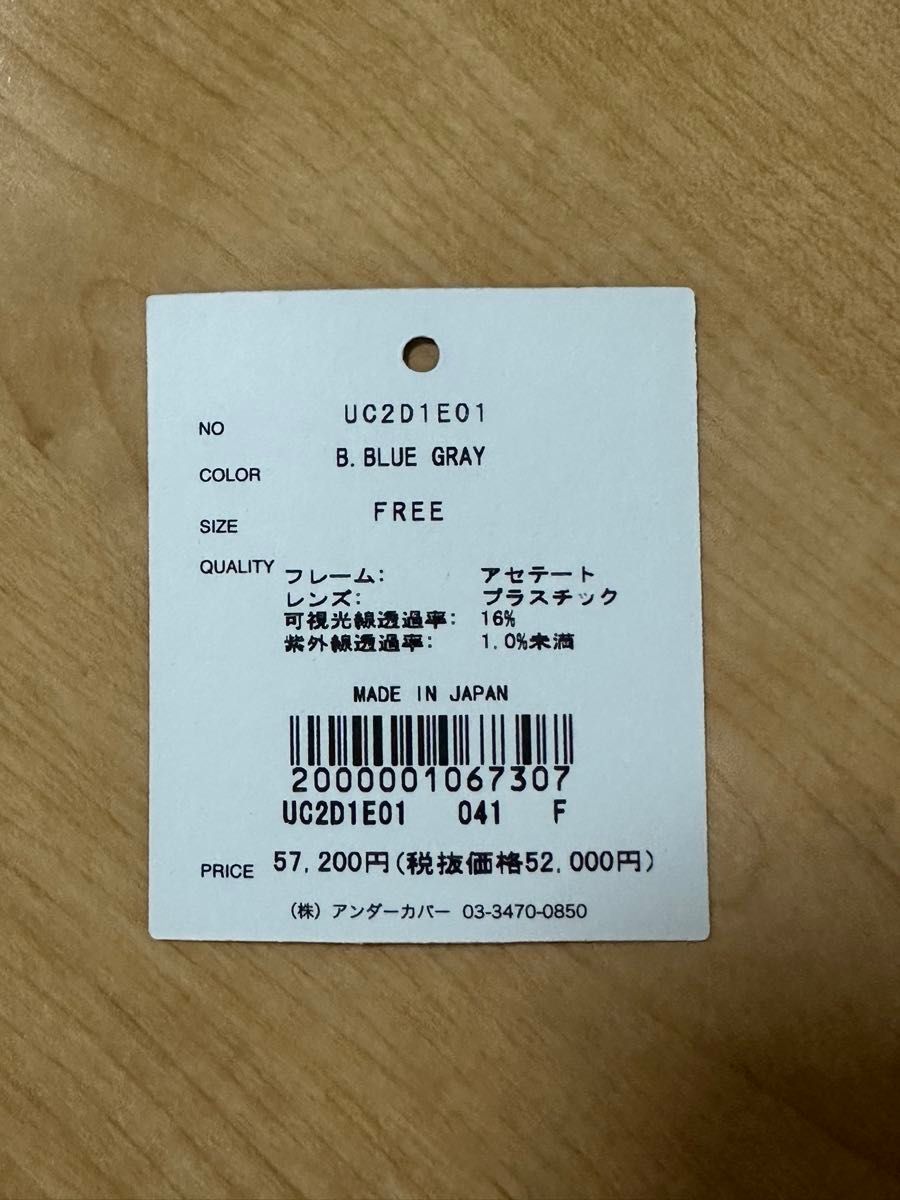 NO UC2D1E01
COLOR B.BLUE GRAY
SIZE FREE
QUALITY フレーム: アセテート
レンズ: プラスチック
可視光線透過率: 16%
紫外線透過率: 1.0%未満
MADE IN JAPAN
2000001067307
UC2D1E01 041 F
PRICE 57,200円(税抜価格52,000円)
(株) アンダーカバー 03-3470-0850